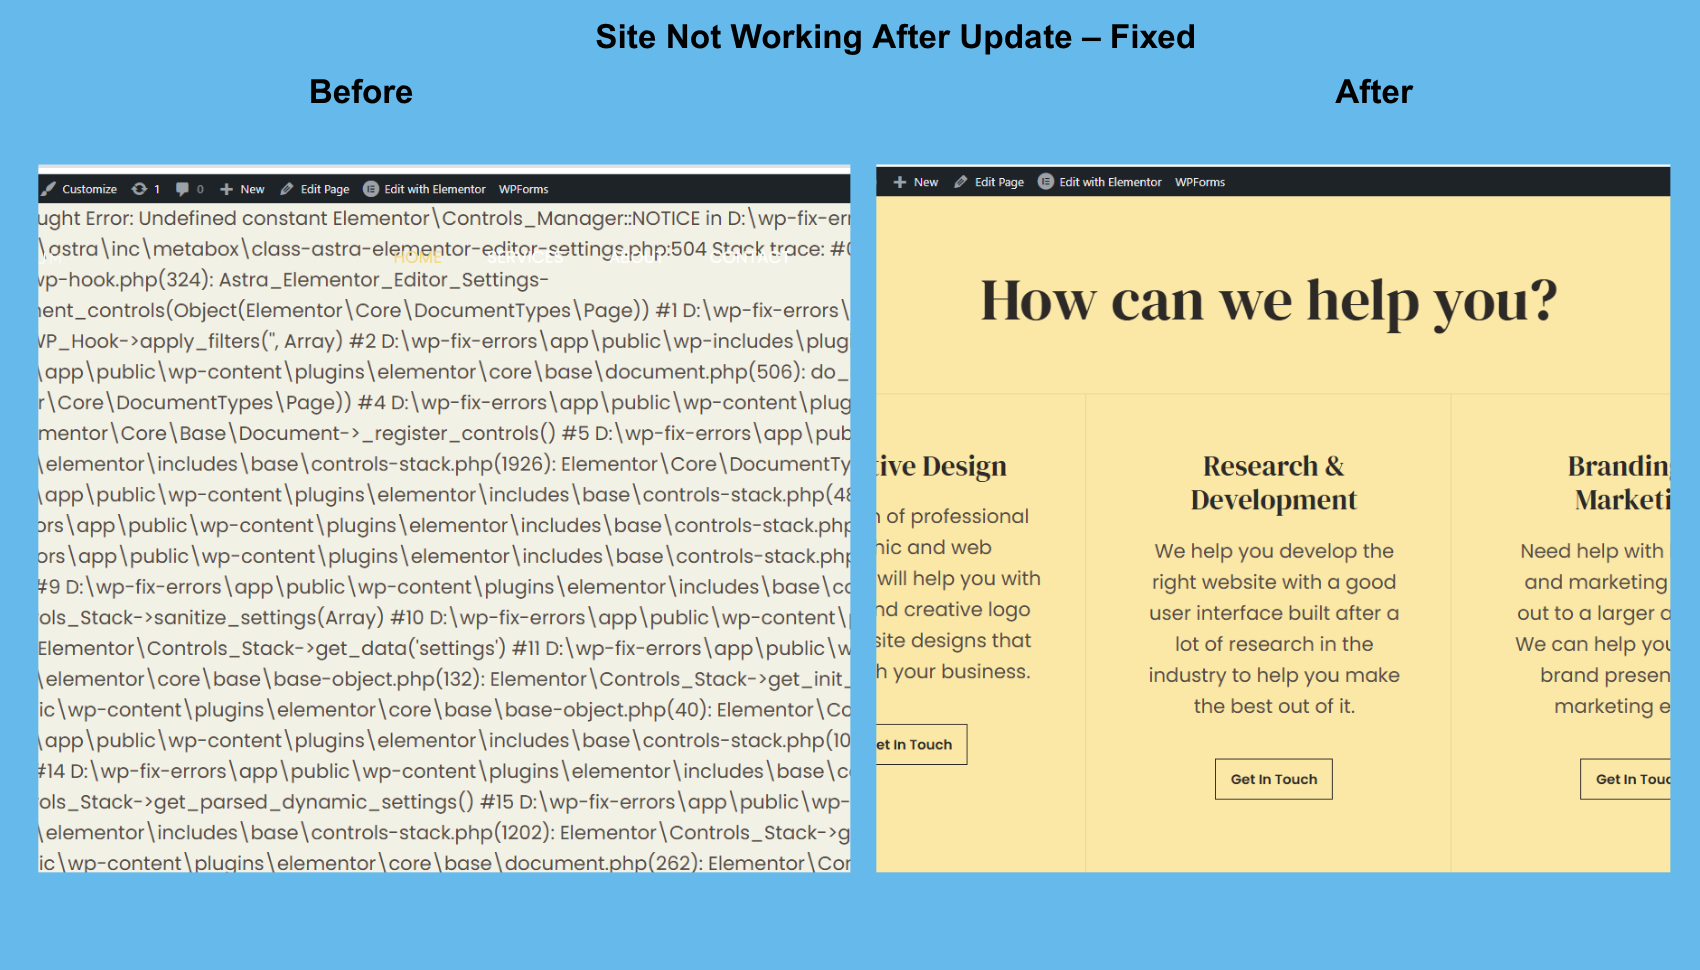 Site Not Working After Update – Fixed
Before
After
Customize 1 0 New Edit Page Edit with Elementor WPForms
ught Error: Undefined constant Elementor\Controls_Manager::NOTICE in D:\wp-fix-err
\astra\inc\metabox\class-astra-elementor-editor-settings.php:504 Stack trace: #0
HOME SERVICES ABOUT CONTACT
wp-hook.php(324): Astra_Elementor_Editor_Settings-
ment_controls(Object(Elementor\Core\DocumentTypes\Page)) #1 D:\wp-fix-errors\
WP_Hook->apply_filters('', Array) #2 D:\wp-fix-errors\app\public\wp-includes\plug
\app\public\wp-content\plugins\elementor\core\base\document.php(506): do_
r\Core\DocumentTypes\Page)) #4 D:\wp-fix-errors\app\public\wp-content\plug
mentor\Core\Base\Document->_register_controls() #5 D:\wp-fix-errors\app\pub
\elementor\includes\base\controls-stack.php(1926): Elementor\Core\DocumentTy
\app\public\wp-content\plugins\elementor\includes\base\controls-stack.php(48
ors\app\public\wp-content\plugins\elementor\includes\base\controls-stack.php
ors\app\public\wp-content\plugins\elementor\includes\base\controls-stack.php
#9 D:\wp-fix-errors\app\public\wp-content\plugins\elementor\includes\base\co
ols_Stack->sanitize_settings(Array) #10 D:\wp-fix-errors\app\public\wp-content\
Elementor\Controls_Stack->get_data('settings') #11 D:\wp-fix-errors\app\public\w
\elementor\core\base\base-object.php(132): Elementor\Controls_Stack->get_init_
ic\wp-content\plugins\elementor\core\base\base-object.php(40): Elementor\Co
\app\public\wp-content\plugins\elementor\includes\base\controls-stack.php(10
#14 D:\wp-fix-errors\app\public\wp-content\plugins\elementor\includes\base\c
ols_Stack->get_parsed_dynamic_settings() #15 D:\wp-fix-errors\app\public\wp-
\elementor\includes\base\controls-stack.php(1202): Elementor\Controls_Stack->g
ic\wp-content\plugins\elementor\core\base\document.php(262): Elementor\Cor
New Edit Page Edit with Elementor WPForms
How can we help you?
tive Design
n of professional
hic and web
will help you with
nd creative logo
site designs that
h your business.
et In Touch
Research &
Development
We help you develop the
right website with a good
user interface built after a
lot of research in the
industry to help you make
the best out of it.
Get In Touch
Branding
Marketi
Need help with
and marketing
out to a larger a
We can help you
brand presen
marketing e
Get In Touc